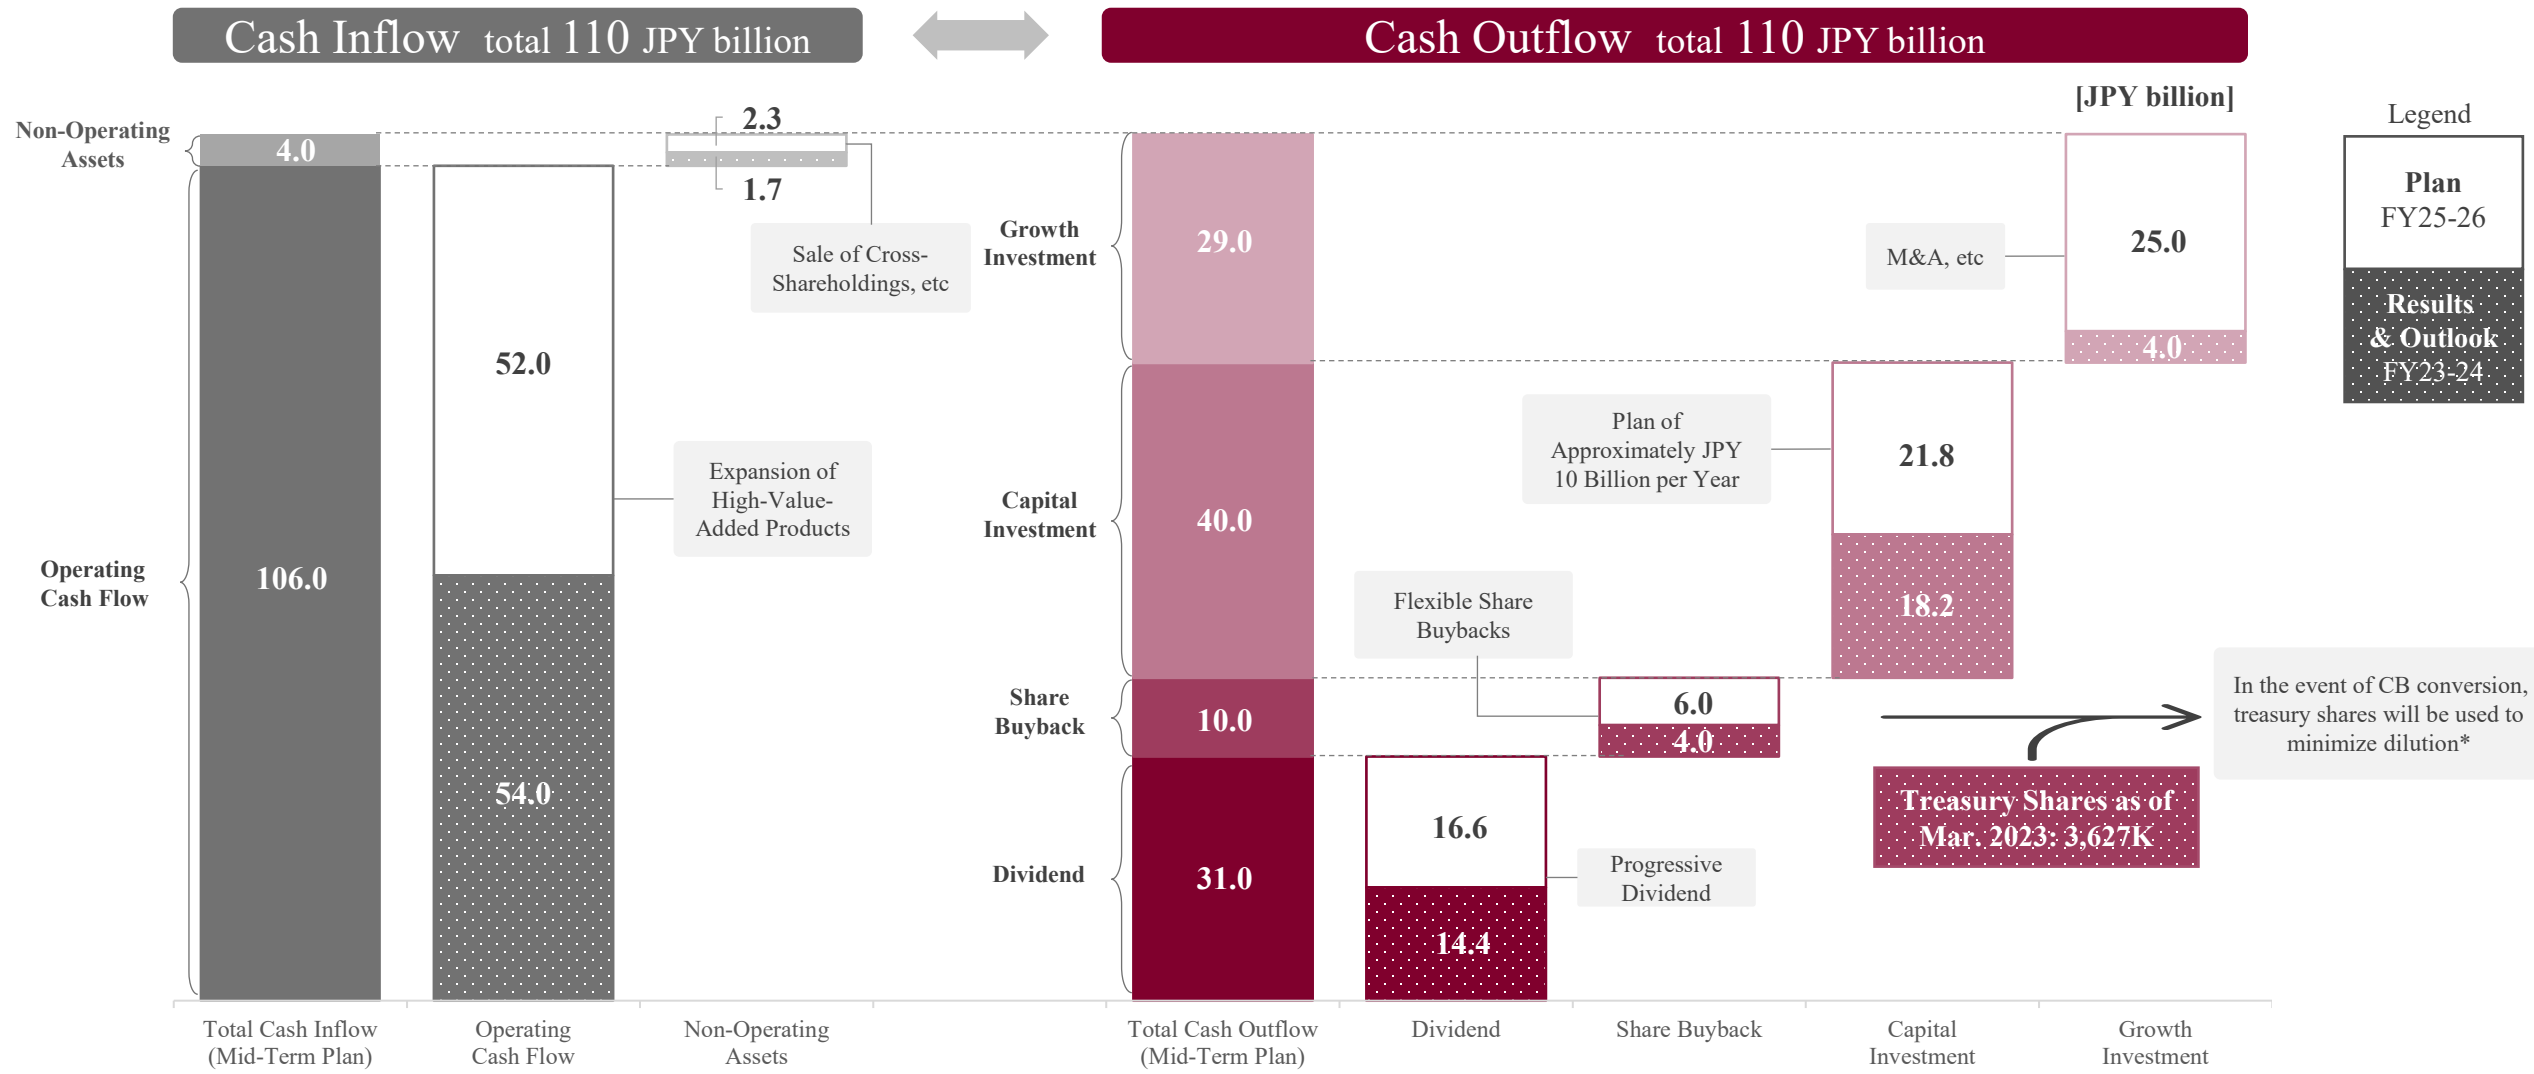 Cash Inflow total 110 JPY billion
Cash Outflow total 110 JPY billion
[JPY billion]
Non-Operating
Assets
4.0
Operating
Cash Flow
106.0
52.0
54.0
Expansion of
High-Value-
Added Products
2.3
1.7
Sale of Cross-
Shareholdings, etc
Growth
Investment
29.0
Capital
Investment
40.0
Share
Buyback
10.0
Dividend
31.0
16.6
14.4
Progressive
Dividend
Flexible Share
Buybacks
6.0
4.0
Plan of
Approximately JPY
10 Billion per Year
21.8
18.2
M&A, etc
25.0
4.0
Legend
Plan
FY25-26
Results
& Outlook
FY23-24
In the event of CB conversion,
treasury shares will be used to
minimize dilution*
Treasury Shares as of
Mar. 2023: 3,627K
Total Cash Inflow
(Mid-Term Plan)
Operating
Cash Flow
Non-Operating
Assets
Total Cash Outflow
(Mid-Term Plan)
Dividend
Share Buyback
Capital
Investment
Growth
Investment